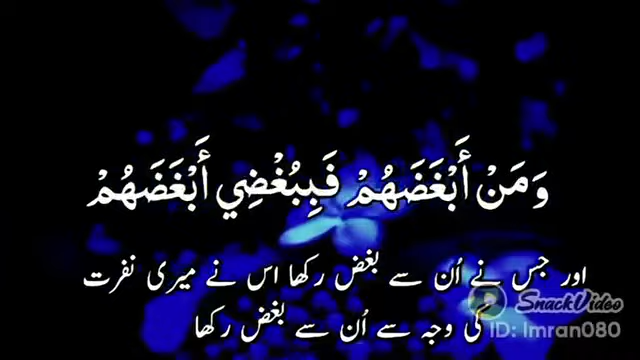 وَمَنْ أَبْغَضَهُمْ فَبِبُغْضِي أَبْغَضَهُمْ
اور جس نے اُن سے بغض رکھا اس نے میری نفرت
کی وجہ سے اُن سے بغض رکھا
SnackVideo
ID: Imran080